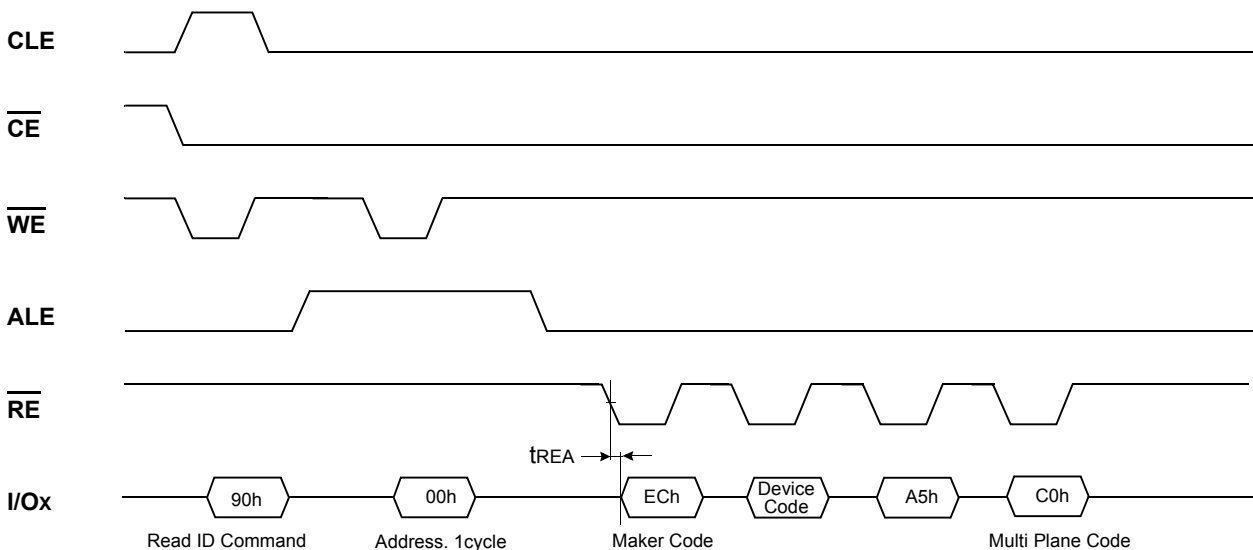 CLE
CE
WE
ALE
RE
tREA
I/Ox
90h
00h
ECh
Device
Code
A5h
C0h
Read ID Command
Address. 1cycle
Maker Code
Multi Plane Code